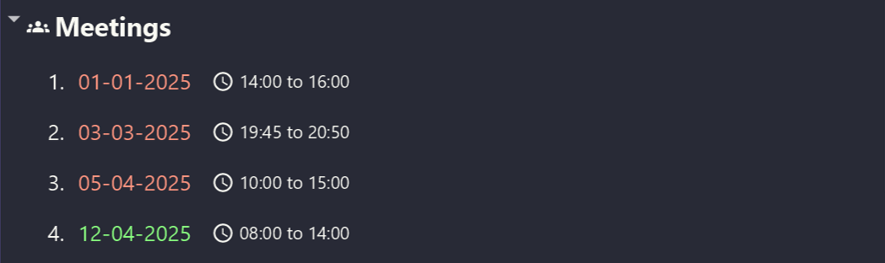 Meetings
1. 01-01-2025 14:00 to 16:00
2. 03-03-2025 19:45 to 20:50
3. 05-04-2025 10:00 to 15:00
4. 12-04-2025 08:00 to 14:00